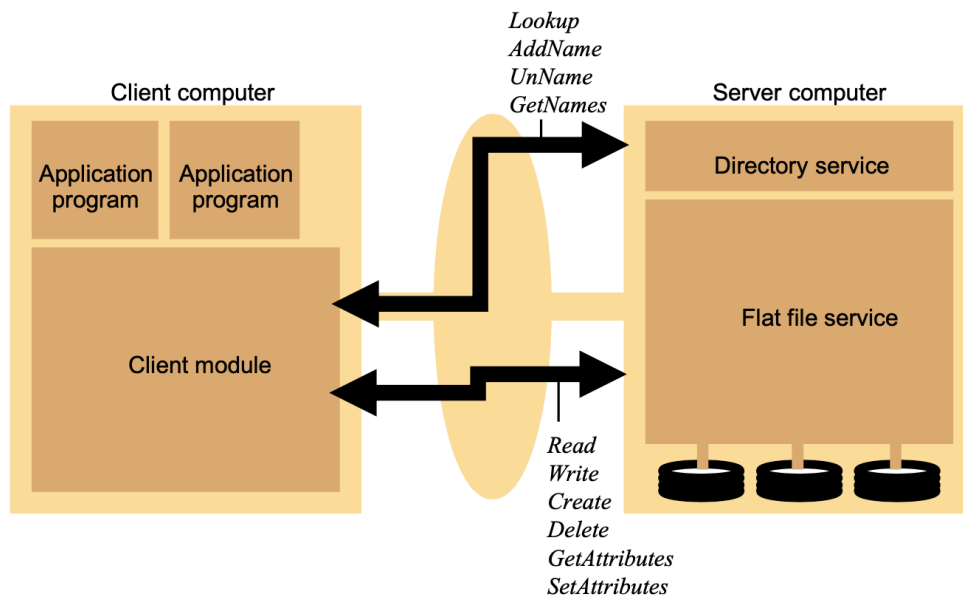 Lookup
AddName
UnName
GetNames
Client computer
Server computer
Application
program
Application
program
Directory service
Client module
Flat file service
Read
Write
Create
Delete
GetAttributes
SetAttributes